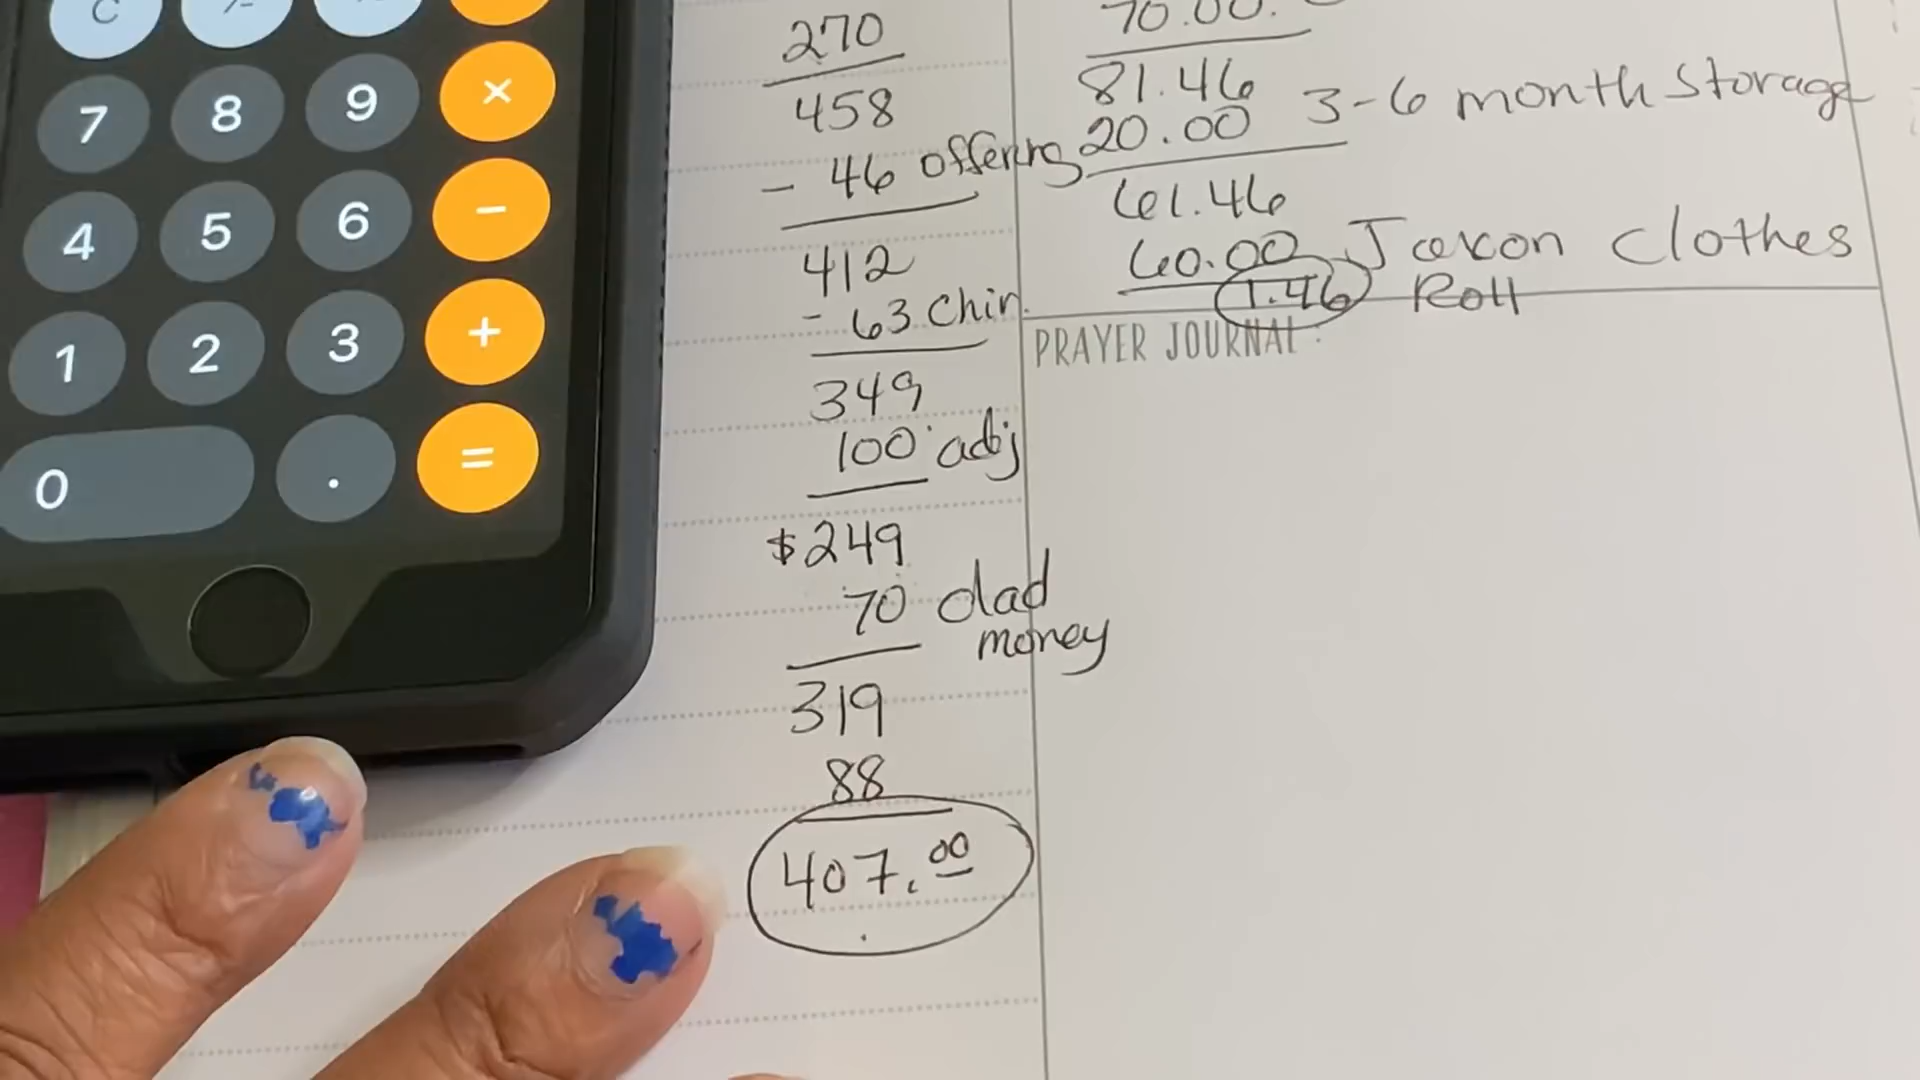 C
7 8 9 ×
4 5 6 −
1 2 3 +
0 . =
270
458
- 46 offering
412
- 63 Chir.
349
100 adj
$249
70 dad
money
319
88
407.00
70.00.
81.46
20.00 3-6 month Storage
61.46
60.00 Jaxon Clothes
1.46 Roll
PRAYER JOURNAL :